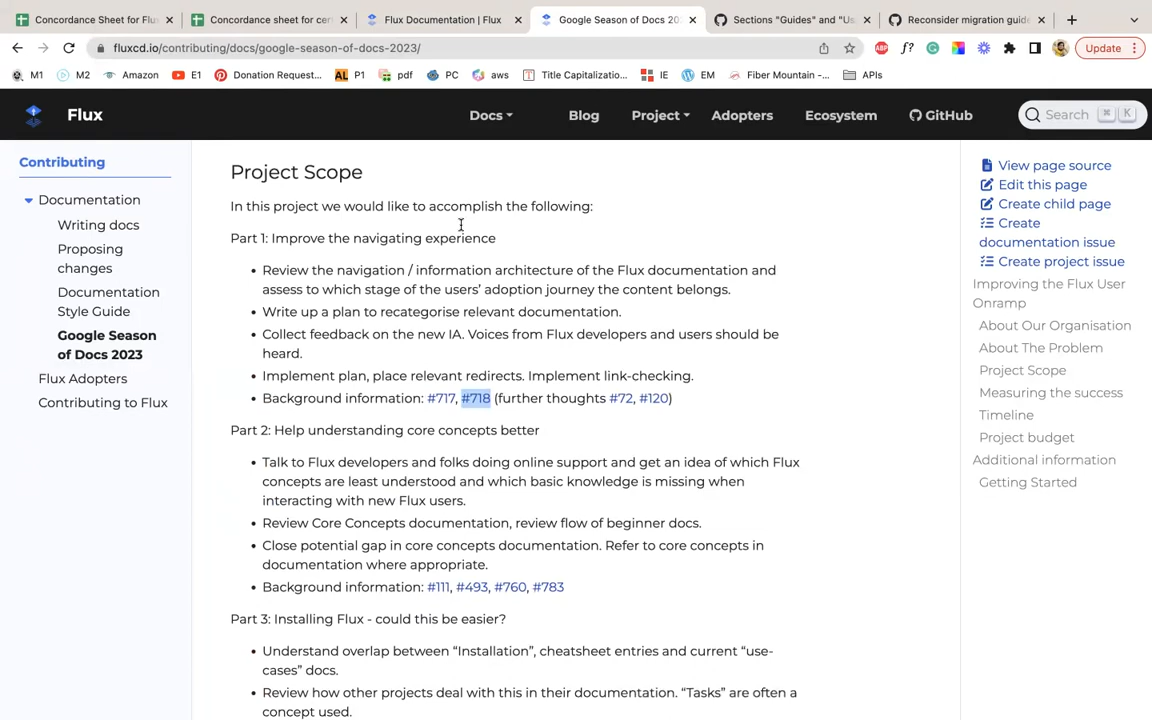 Concordance Sheet for Flux
Concordance sheet for cer
Flux Documentation | Flux
Google Season of Docs 202
Sections "Guides" and "Us
Reconsider migration guid
fluxcd.io/contributing/docs/google-season-of-docs-2023/
ABP
f?
Update
M1
M2
Amazon
E1
Donation Request...
AL P1
pdf
PC
aws
Title Capitalizatio...
IE
EM
Fiber Mountain -...
APIs
Flux
Docs
Blog
Project
Adopters
Ecosystem
GitHub
Search ⌘ K
Contributing
Documentation
Writing docs
Proposing
changes
Documentation
Style Guide
Google Season
of Docs 2023
Flux Adopters
Contributing to Flux
Project Scope
In this project we would like to accomplish the following:
Part 1: Improve the navigating experience
• Review the navigation / information architecture of the Flux documentation and
assess to which stage of the users’ adoption journey the content belongs.
• Write up a plan to recategorise relevant documentation.
• Collect feedback on the new IA. Voices from Flux developers and users should be
heard.
• Implement plan, place relevant redirects. Implement link-checking.
• Background information: #717, #718 (further thoughts #72, #120)
Part 2: Help understanding core concepts better
• Talk to Flux developers and folks doing online support and get an idea of which Flux
concepts are least understood and which basic knowledge is missing when
interacting with new Flux users.
• Review Core Concepts documentation, review flow of beginner docs.
• Close potential gap in core concepts documentation. Refer to core concepts in
documentation where appropriate.
• Background information: #111, #493, #760, #783
Part 3: Installing Flux - could this be easier?
• Understand overlap between “Installation”, cheatsheet entries and current “use-
cases” docs.
• Review how other projects deal with this in their documentation. “Tasks” are often a
concept used.
View page source
Edit this page
Create child page
Create
documentation issue
Create project issue
Improving the Flux User
Onramp
About Our Organisation
About The Problem
Project Scope
Measuring the success
Timeline
Project budget
Additional information
Getting Started